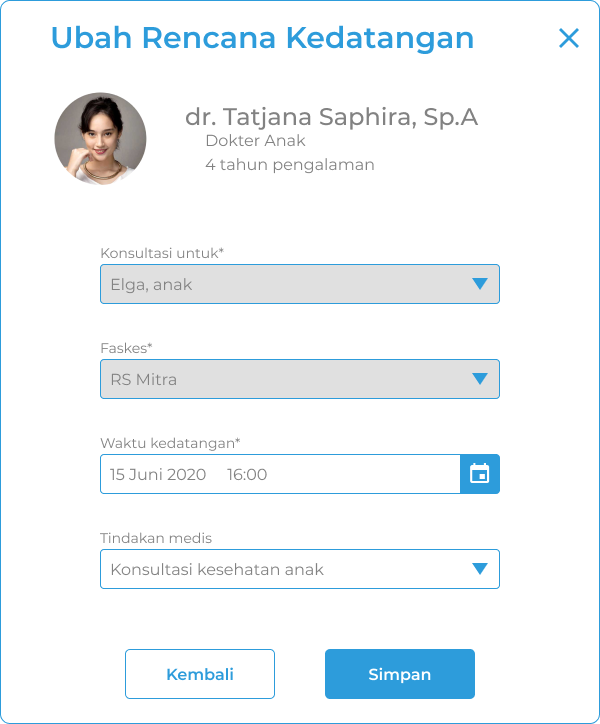 Ubah Rencana Kedatangan
dr. Tatjana Saphira, Sp.A
Dokter Anak
4 tahun pengalaman
Konsultasi untuk*
Elga, anak
Faskes*
RS Mitra
Waktu kedatangan*
15 Juni 2020 16:00
Tindakan medis
Konsultasi kesehatan anak
Kembali Simpan